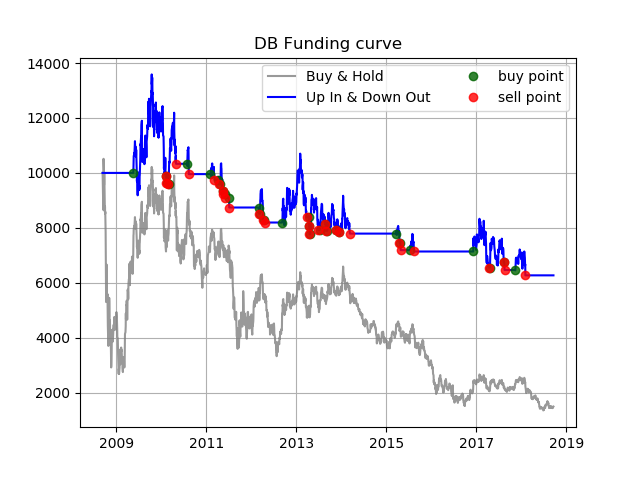 DB Funding curve
14000
12000
10000
8000
6000
4000
2000
Buy & Hold
Up In & Down Out
buy point
sell point
2009 2011 2013 2015 2017 2019